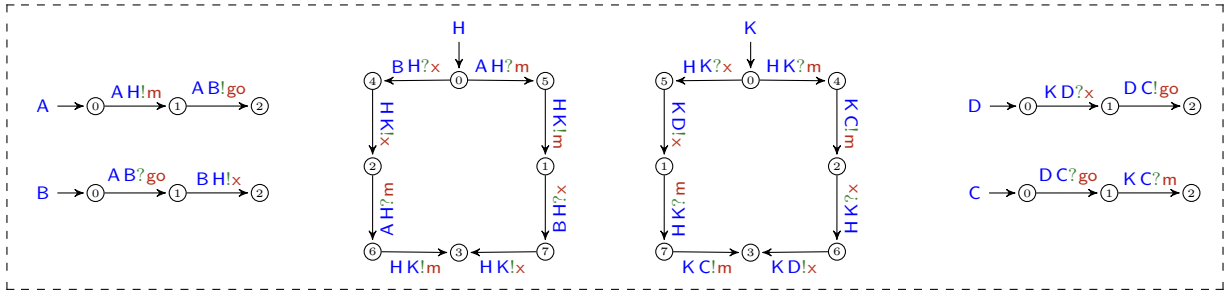 H
K
4 B H?x 0 A H?m 5
5 H K?x 0 H K?m 4
A 0 A H!m 1 A B!go 2
D 0 K D?x 1 D C!go 2
H K!x
H K!m
K D!x
K C!m
B 0 A B?go 1 B H!x 2
2
1
1
2
C 0 D C?go 1 K C?m 2
H A?m
H B?x
H K?m
H K?x
6 H K!m 3 H K!x 7
7 K C!m 3 K D!x 6